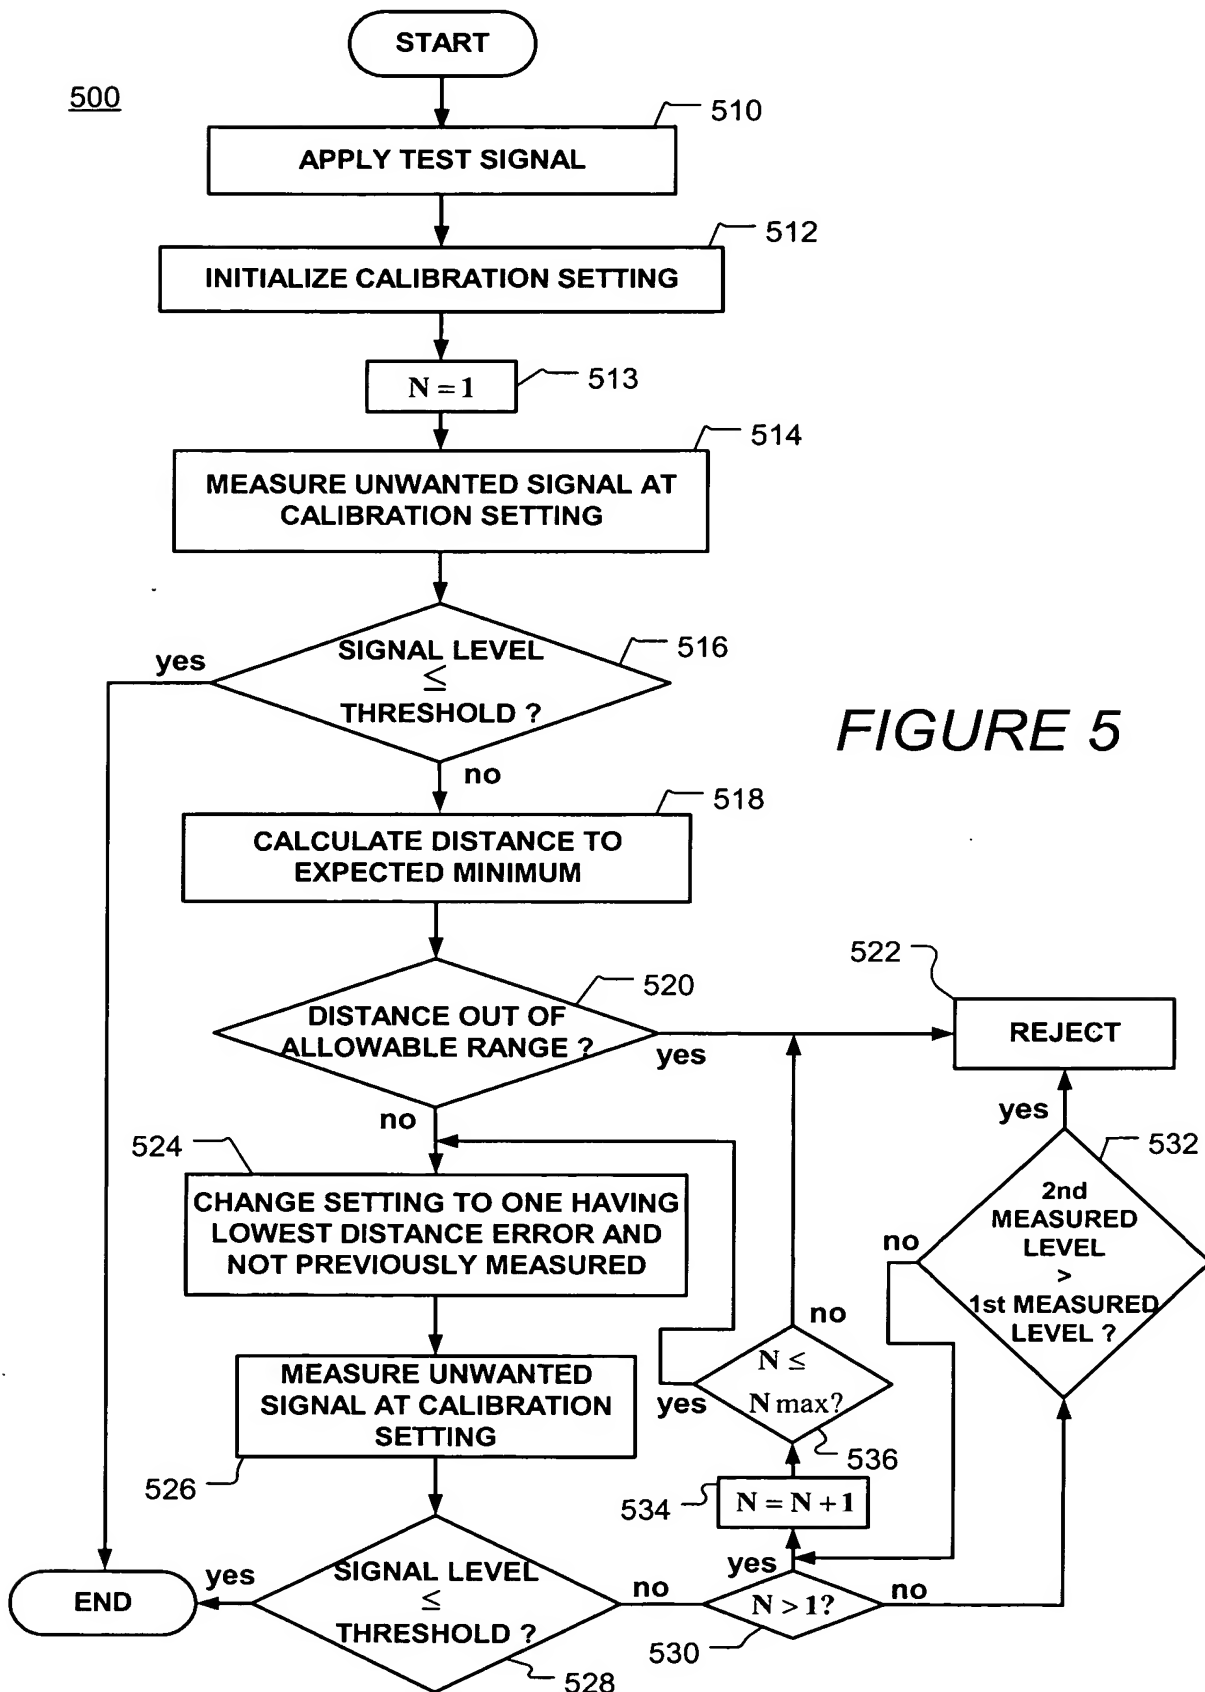 START
500
510
APPLY TEST SIGNAL
512
INITIALIZE CALIBRATION SETTING
N = 1
513
514
MEASURE UNWANTED SIGNAL AT
CALIBRATION SETTING
yes
SIGNAL LEVEL
≤
THRESHOLD ?
516
no
FIGURE 5
518
CALCULATE DISTANCE TO
EXPECTED MINIMUM
520
DISTANCE OUT OF
ALLOWABLE RANGE ?
yes
no
522
REJECT
yes
532
2nd
MEASURED
LEVEL
>
1st MEASURED
LEVEL ?
no
524
CHANGE SETTING TO ONE HAVING
LOWEST DISTANCE ERROR AND
NOT PREVIOUSLY MEASURED
no
N ≤
N max?
yes
536
MEASURE UNWANTED
SIGNAL AT CALIBRATION
SETTING
526
534
N = N + 1
yes
SIGNAL LEVEL
≤
THRESHOLD ?
yes
no
528
END
N > 1?
no
530